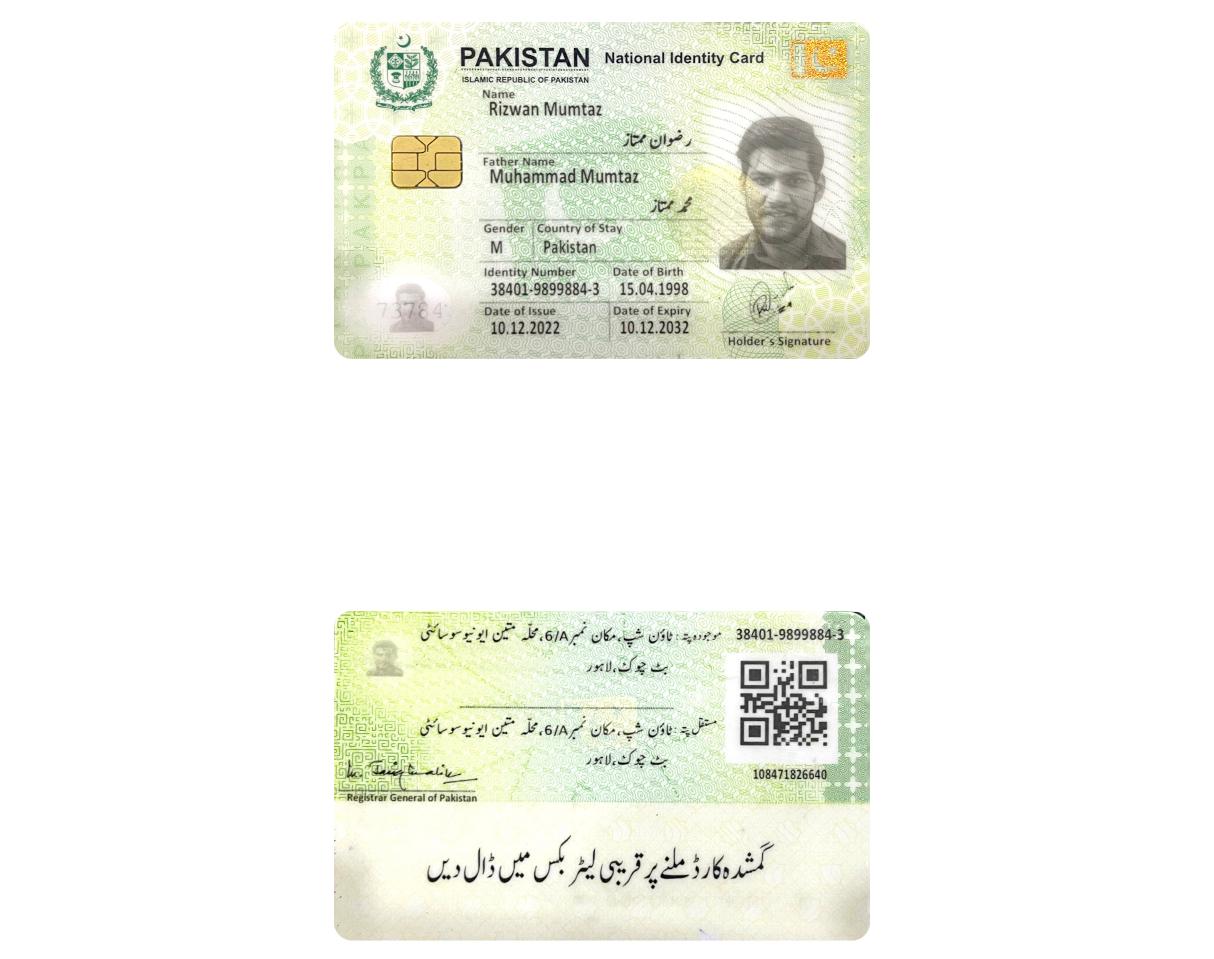 PAKISTAN National Identity Card
ISLAMIC REPUBLIC OF PAKISTAN
Name
Rizwan Mumtaz
رضوان ممتاز
Father Name
Muhammad Mumtaz
محمد ممتاز
Gender Country of Stay
M Pakistan
Identity Number Date of Birth
38401-9899884-3 15.04.1998
Date of Issue Date of Expiry
10.12.2022 10.12.2032
Holder's Signature
73784
38401-9899884-3
موجودہ پتہ: ٹاؤن شپ، مکان نمبر 6/A، محلہ متین ایونیو سوسائٹی
بٹ چوک، لاہور
مستقل پتہ: ٹاؤن شپ، مکان نمبر 6/A، محلہ متین ایونیو سوسائٹی
بٹ چوک، لاہور
108471826640
Registrar General of Pakistan
گمشدہ کارڈ ملنے پر قریبی لیٹر بکس میں ڈال دیں